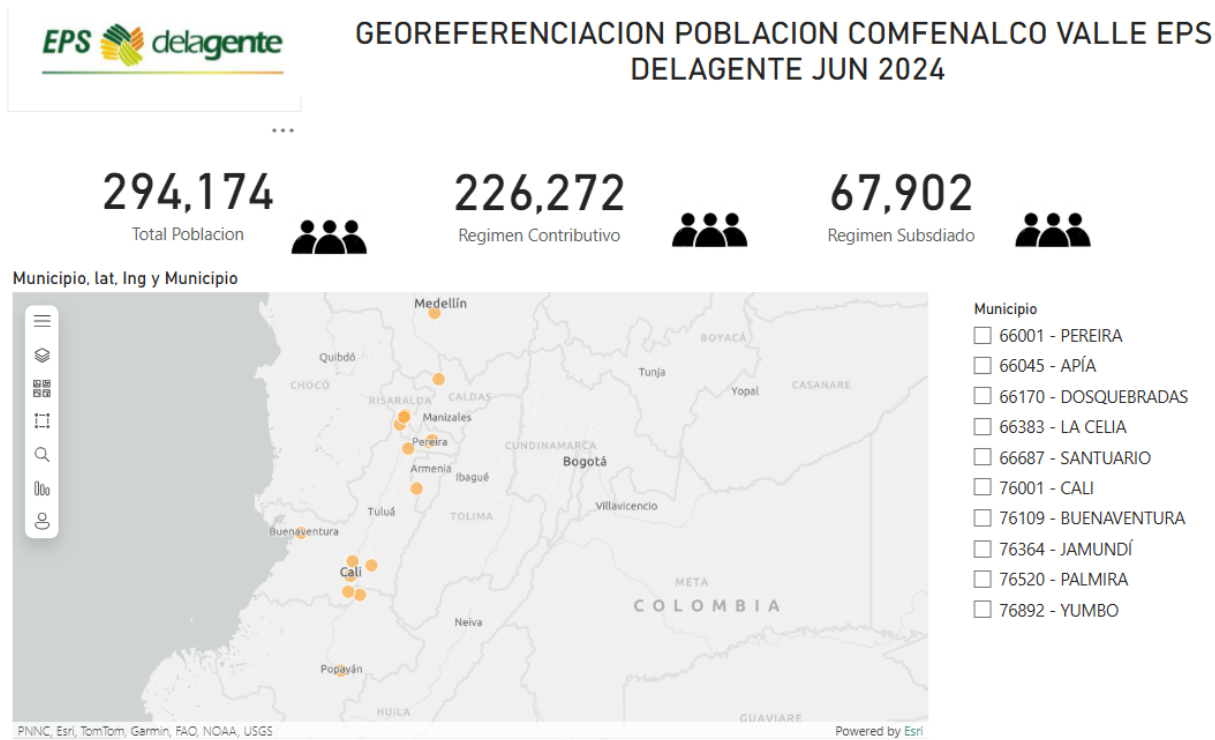 EPS delagente
GEOREFERENCIACION POBLACION COMFENALCO VALLE EPS
DELAGENTE JUN 2024
294,174
Total Poblacion
226,272
Regimen Contributivo
67,902
Regimen Subsdiado
Municipio, lat, lng y Municipio
Medellín
BOYACÁ
Quibdó
Tunja
CHOCÓ
Yopal
CASANARE
RISARALDA
CALDAS
Manizales
Pereira
CUNDINAMARCA
Bogotá
Armenia
Ibagué
Villavicencio
Tuluá
TOLIMA
Buenaventura
Cali
META
COLOMBIA
Neiva
Popayán
HUILA
GUAVIARE
PNNC, Esri, TomTom, Garmin, FAO, NOAA, USGS
Powered by Esri
Municipio
66001 - PEREIRA
66045 - APÍA
66170 - DOSQUEBRADAS
66383 - LA CELIA
66687 - SANTUARIO
76001 - CALI
76109 - BUENAVENTURA
76364 - JAMUNDÍ
76520 - PALMIRA
76892 - YUMBO